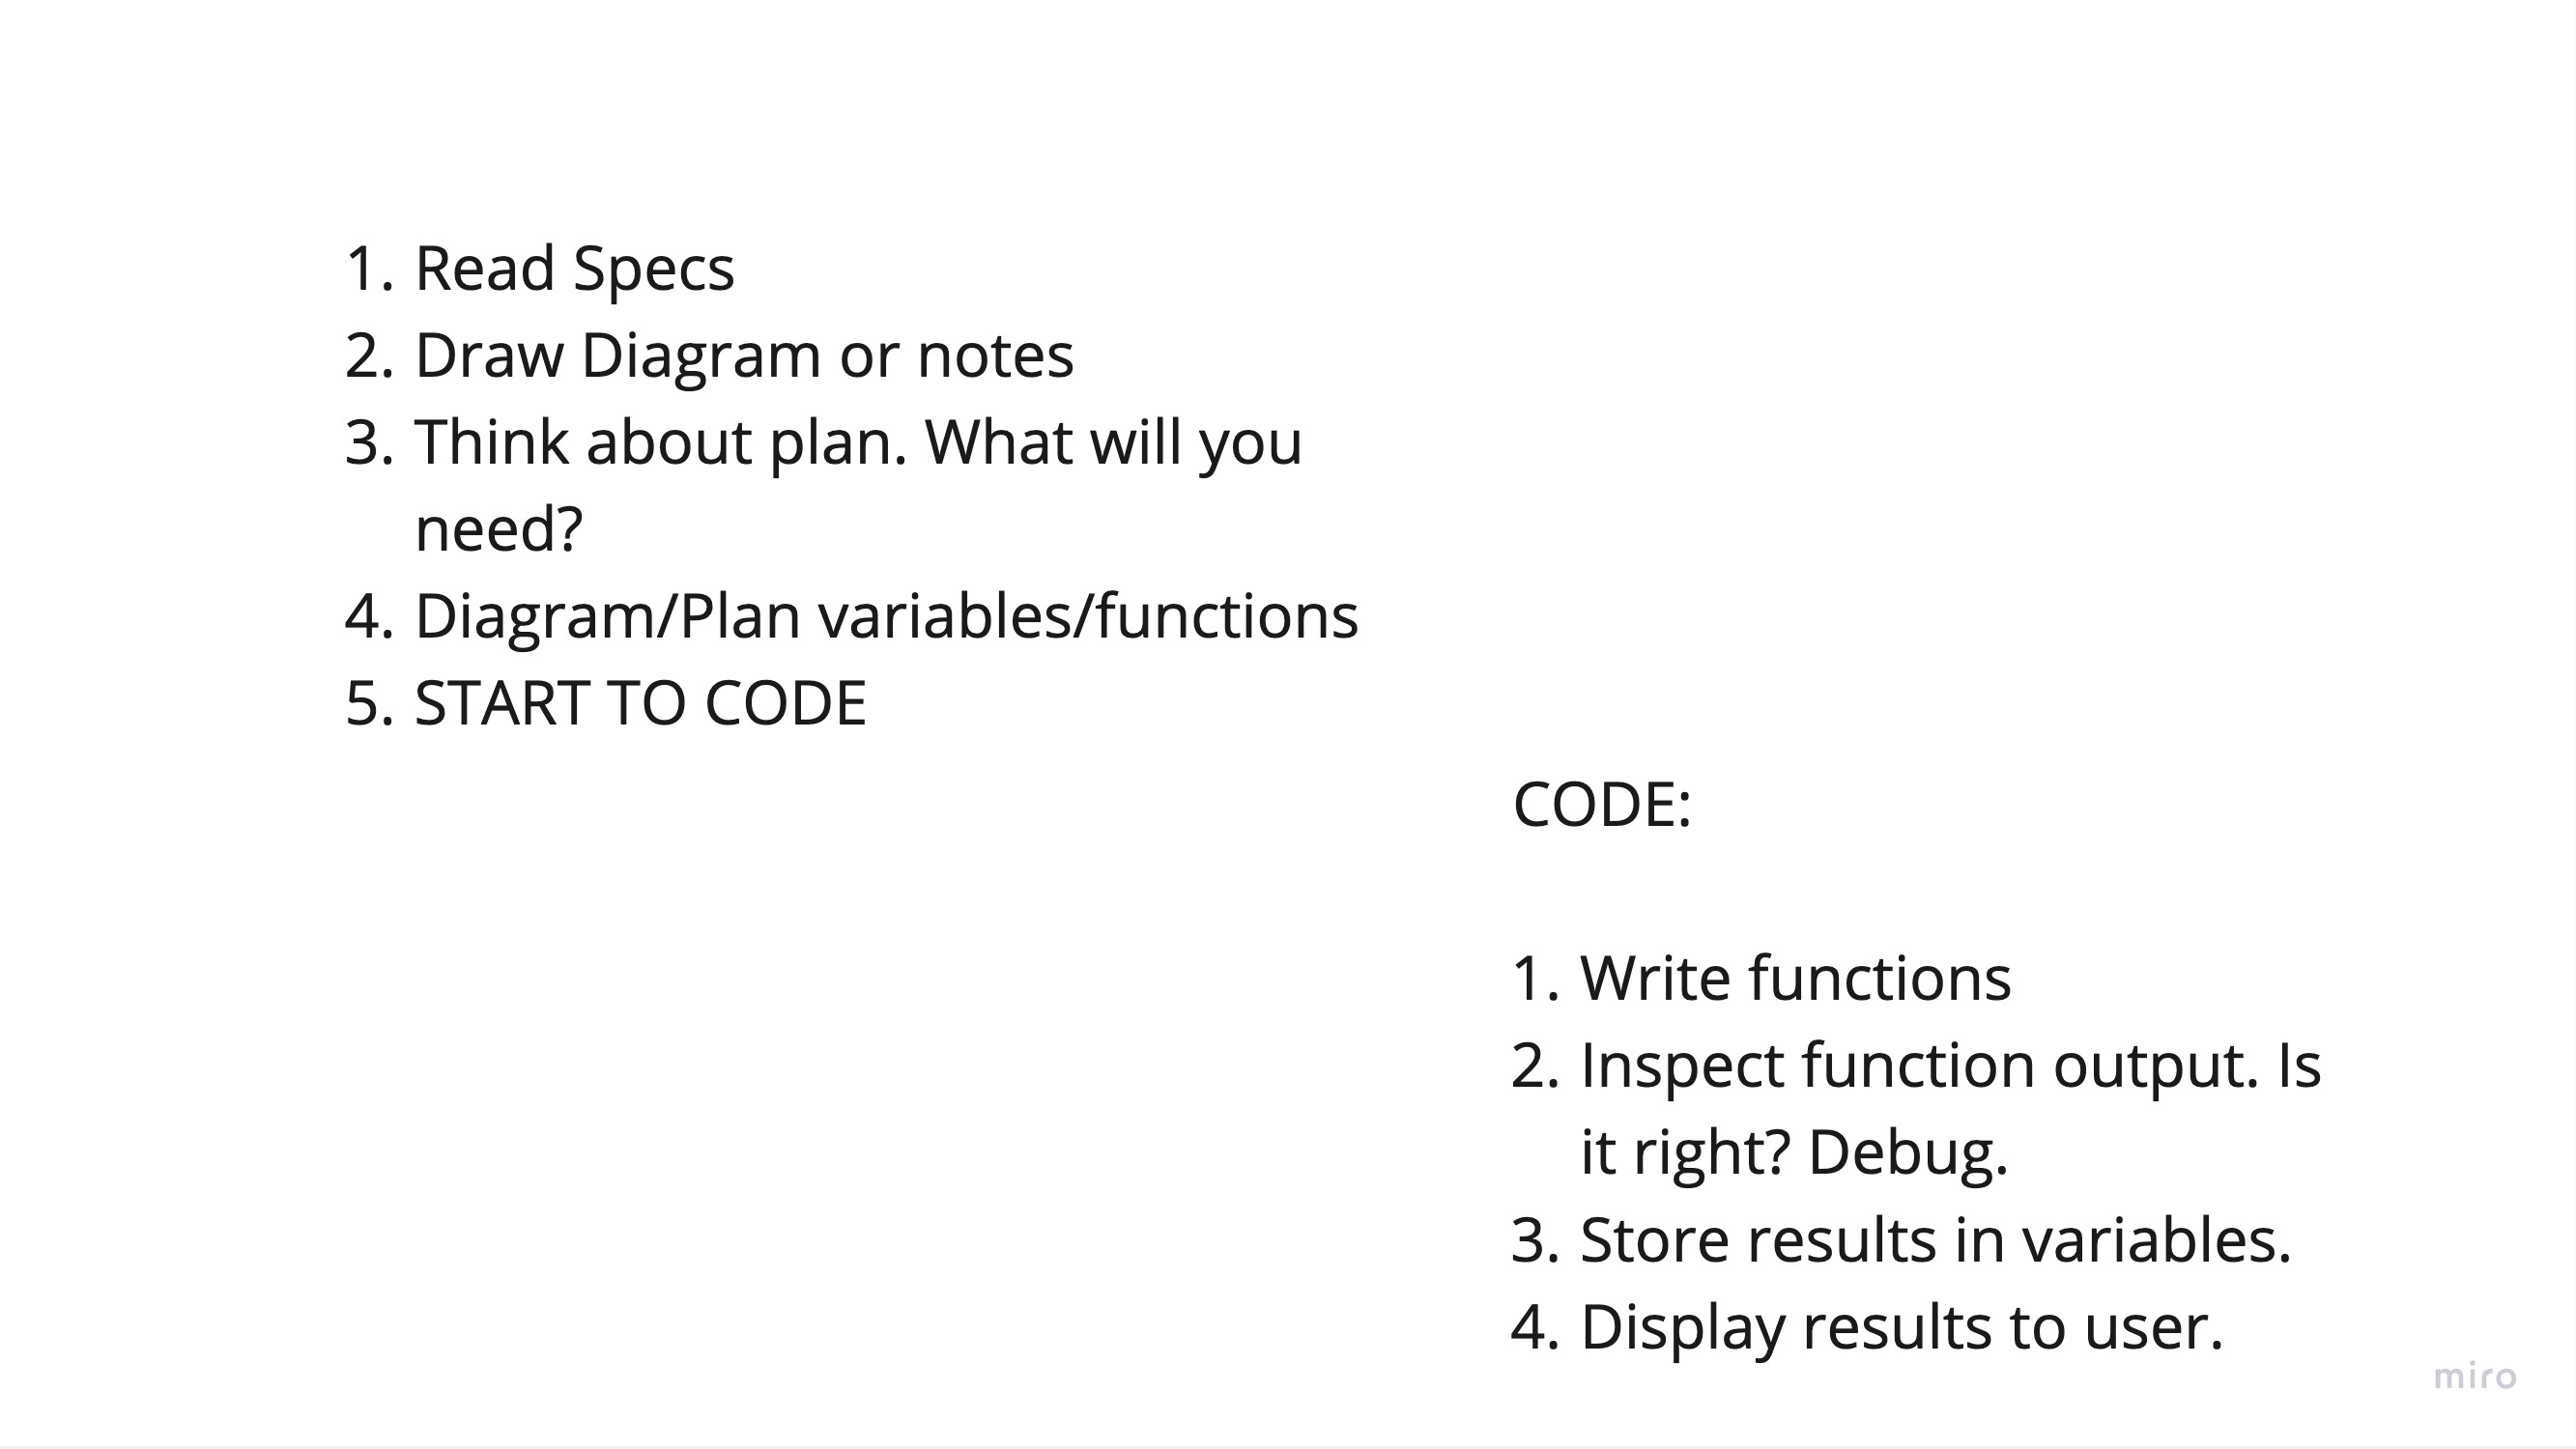 1. Read Specs
2. Draw Diagram or notes
3. Think about plan. What will you
need?
4. Diagram/Plan variables/functions
5. START TO CODE
CODE:
1. Write functions
2. Inspect function output. Is
it right? Debug.
3. Store results in variables.
4. Display results to user.
miro